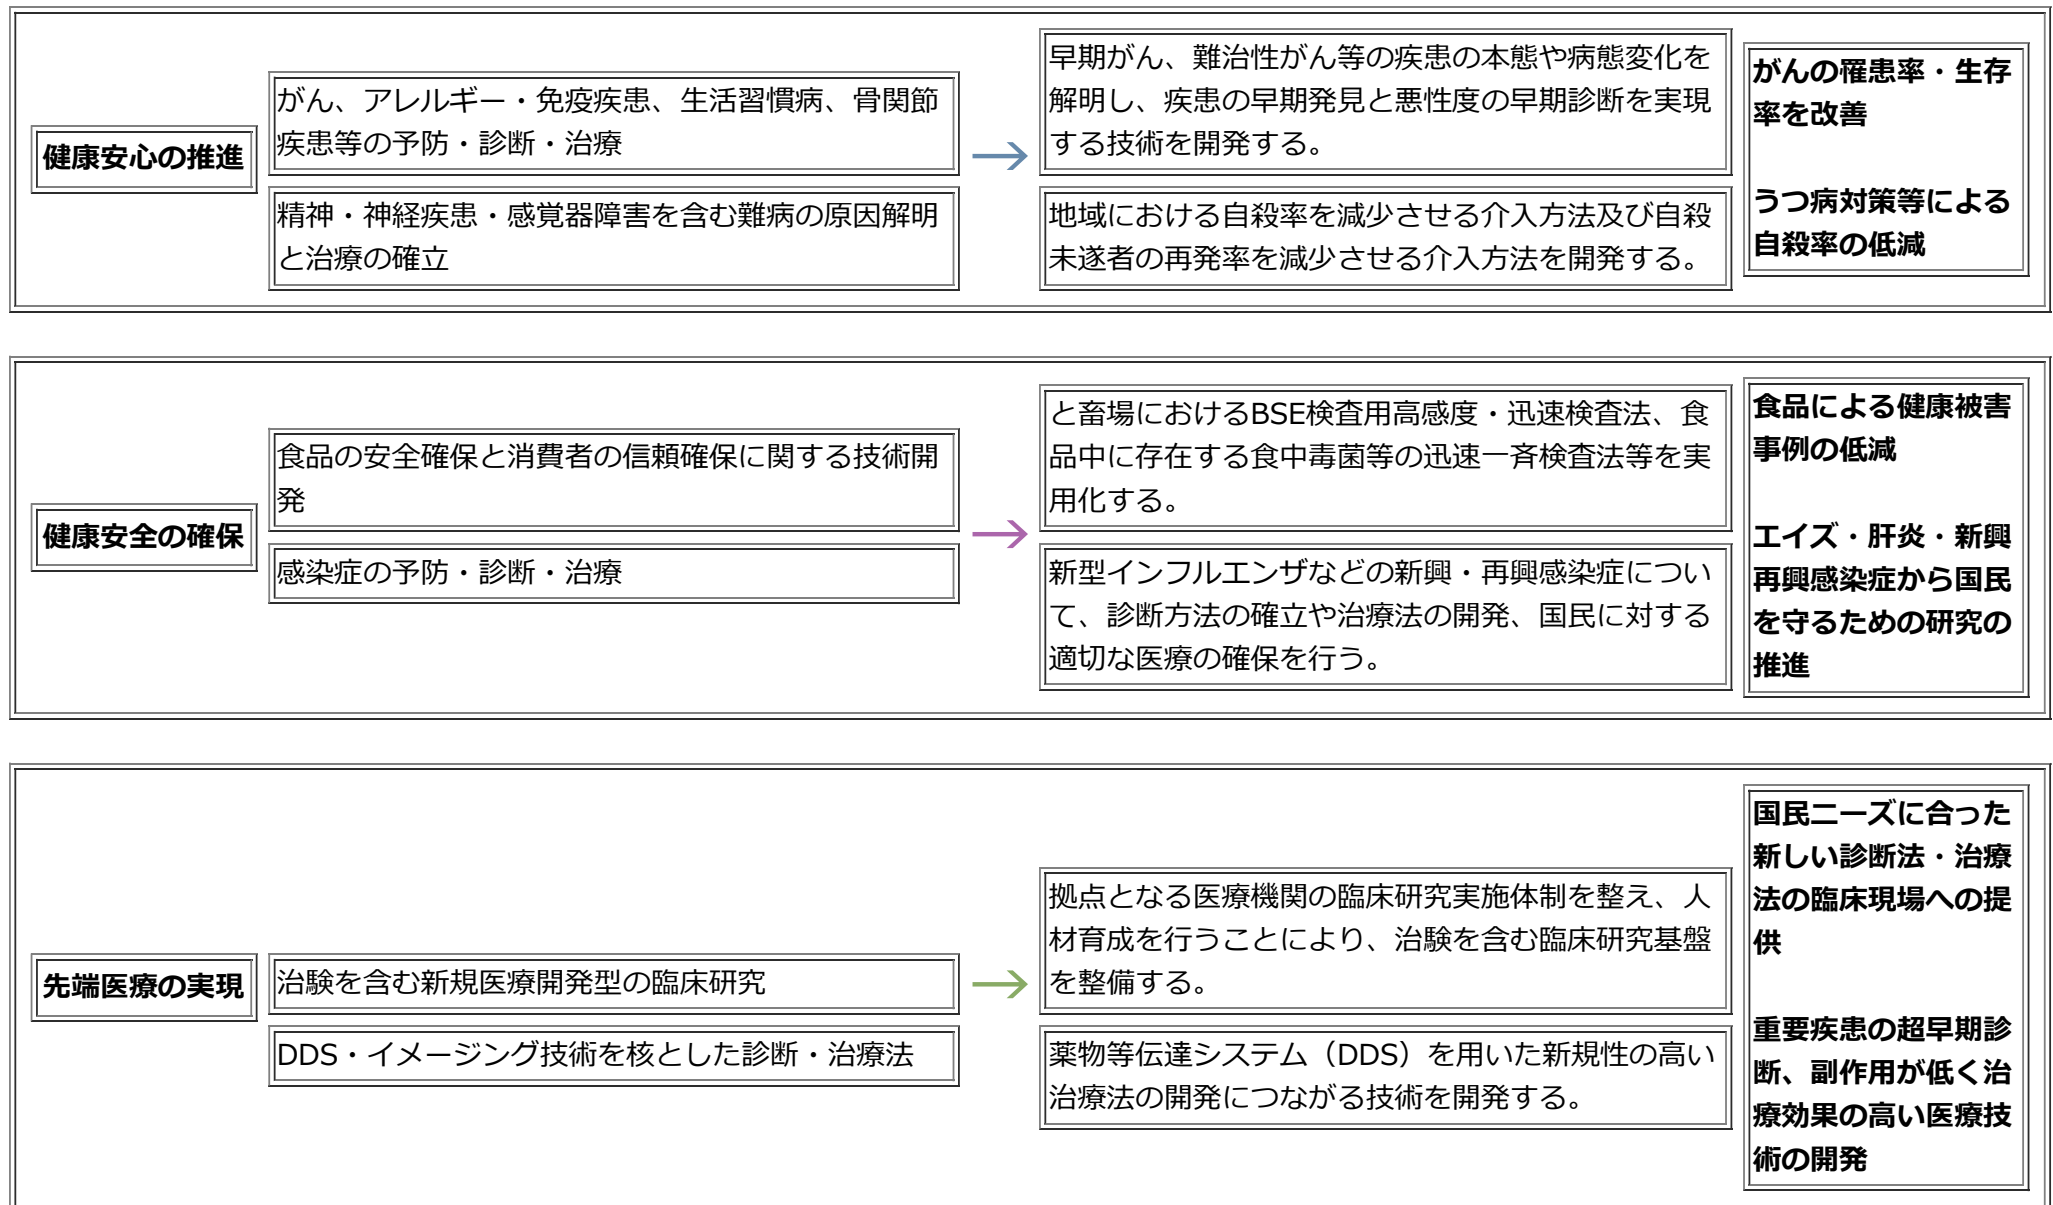 健康安心の推進
がん、アレルギー・免疫疾患、生活習慣病、骨関節
疾患等の予防・診断・治療
精神・神経疾患・感覚器障害を含む難病の原因解明
と治療の確立
→
早期がん、難治性がん等の疾患の本態や病態変化を
解明し、疾患の早期発見と悪性度の早期診断を実現
する技術を開発する。
地域における自殺率を減少させる介入方法及び自殺
未遂者の再発率を減少させる介入方法を開発する。
がんの罹患率・生存
率を改善
うつ病対策等による
自殺率の低減
健康安全の確保
食品の安全確保と消費者の信頼確保に関する技術開
発
感染症の予防・診断・治療
→
と畜場におけるBSE検査用高感度・迅速検査法、食
品中に存在する食中毒菌等の迅速一斉検査法等を実
用化する。
新型インフルエンザなどの新興・再興感染症につい
て、診断方法の確立や治療法の開発、国民に対する
適切な医療の確保を行う。
食品による健康被害
事例の低減
エイズ・肝炎・新興
再興感染症から国民
を守るための研究の
推進
先端医療の実現
治験を含む新規医療開発型の臨床研究
DDS・イメージング技術を核とした診断・治療法
→
拠点となる医療機関の臨床研究実施体制を整え、人
材育成を行うことにより、治験を含む臨床研究基盤
を整備する。
薬物等伝達システム（DDS）を用いた新規性の高い
治療法の開発につながる技術を開発する。
国民ニーズに合った
新しい診断法・治療
法の臨床現場への提
供
重要疾患の超早期診
断、副作用が低く治
療効果の高い医療技
術の開発